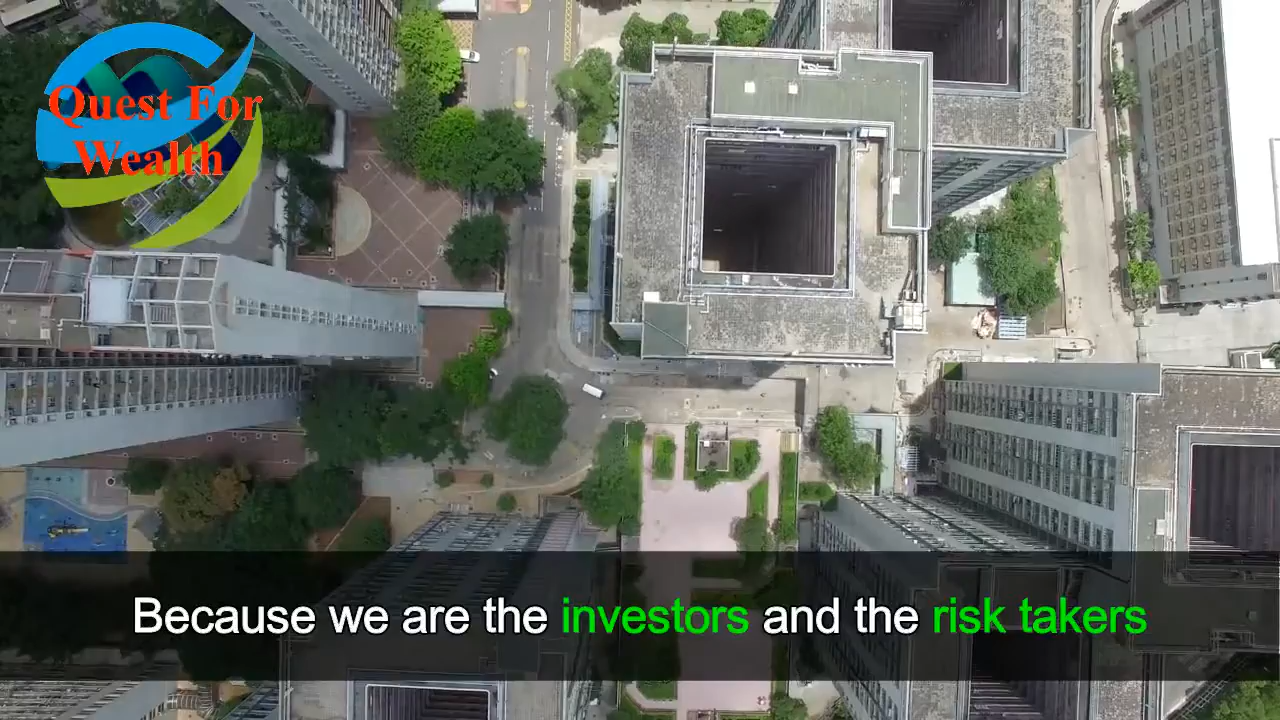 Quest For
Wealth
Because we are the investors and the risk takers